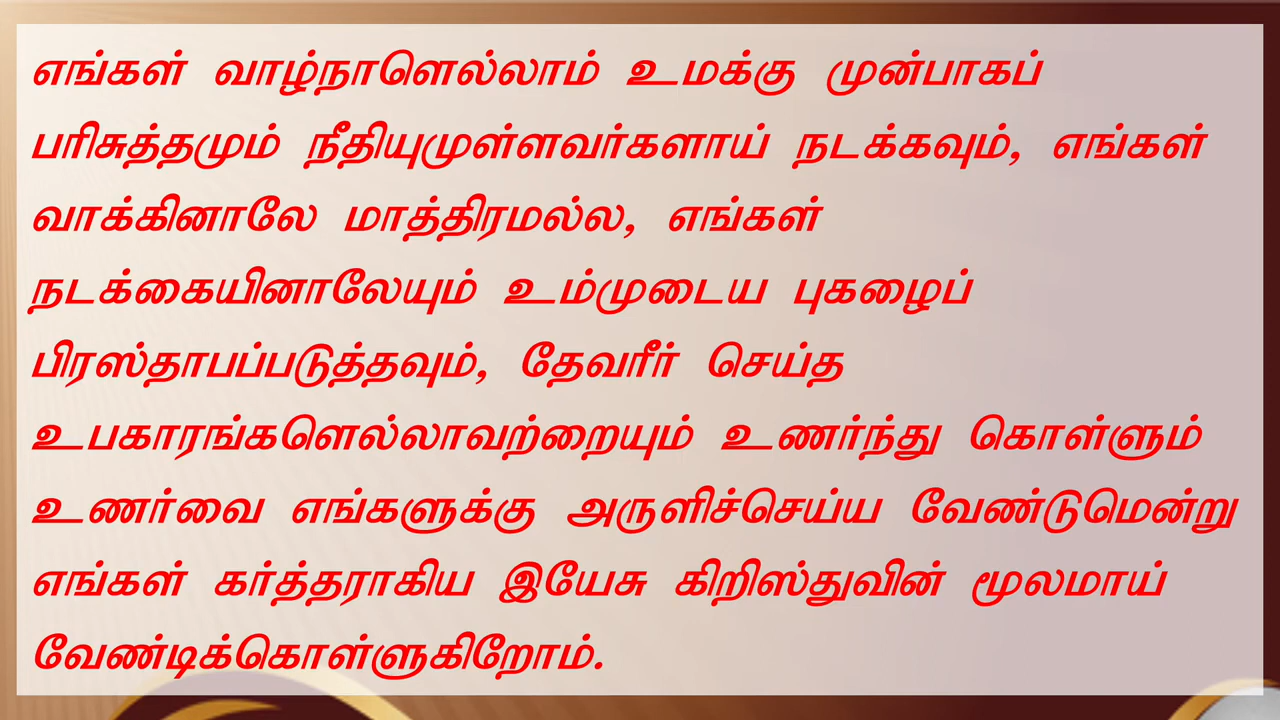 எங்கள் வாழ்நாளெல்லாம் உமக்கு முன்பாகப்
பரிசுத்தமும் நீதியுமுள்ளவர்களாய் நடக்கவும், எங்கள்
வாக்கினாலே மாத்திரமல்ல, எங்கள்
நடக்கையினாலேயும் உம்முடைய புகழைப்
பிரஸ்தாபப்படுத்தவும், தேவரீர் செய்த
உபகாரங்களெல்லாவற்றையும் உணர்ந்து கொள்ளும்
உணர்வை எங்களுக்கு அருளிச்செய்ய வேண்டுமென்று
எங்கள் கர்த்தராகிய இயேசு கிறிஸ்துவின் மூலமாய்
வேண்டிக்கொள்ளுகிறோம்.